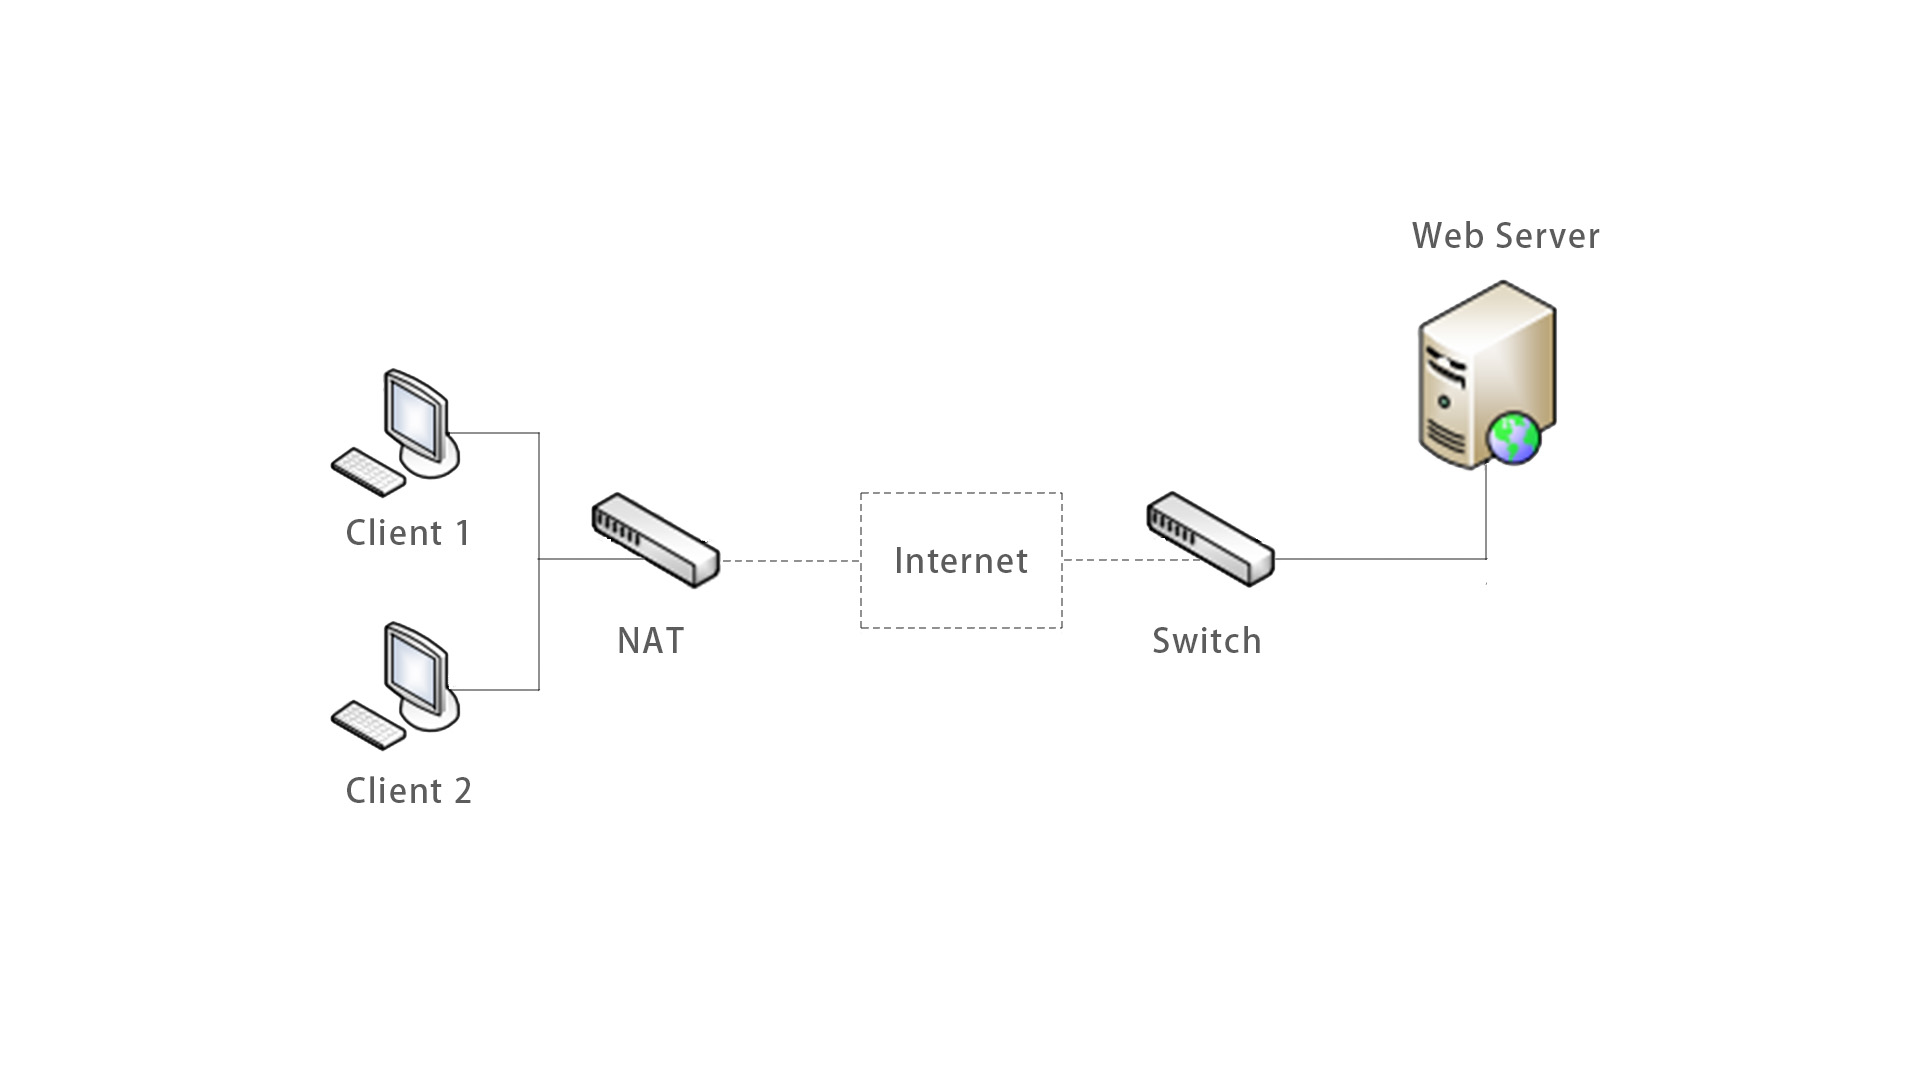 Web Server
Client 1
Internet
NAT
Switch
Client 2